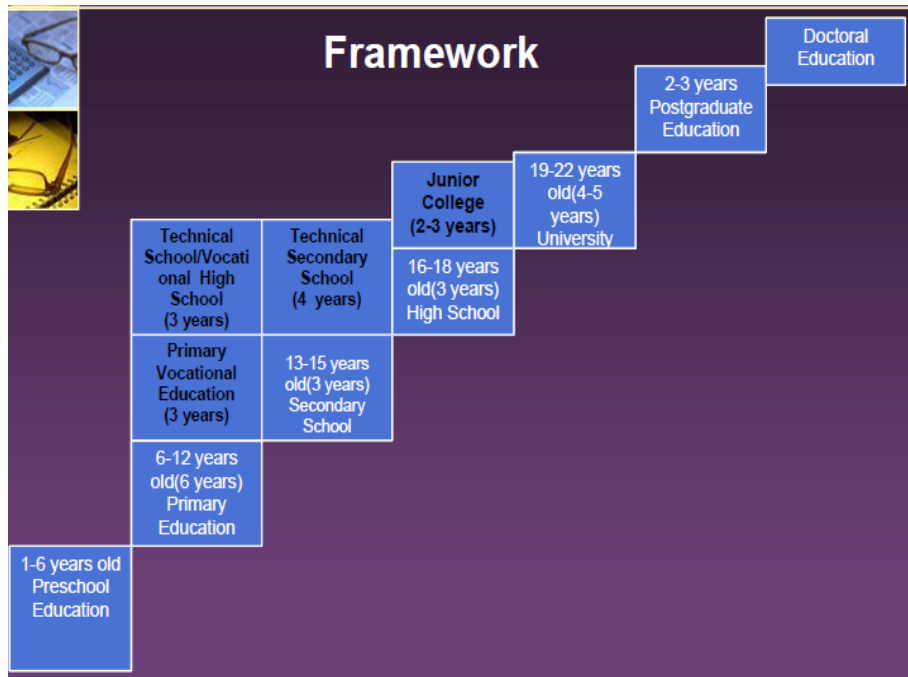 Framework
Doctoral
Education
2-3 years
Postgraduate
Education
19-22 years
old(4-5
years)
University
Junior
College
(2-3 years)
16-18 years
old(3 years)
High School
Technical
School/Vocati
onal High
School
(3 years)
Technical
Secondary
School
(4 years)
Primary
Vocational
Education
(3 years)
13-15 years
old(3 years)
Secondary
School
6-12 years
old(6 years)
Primary
Education
1-6 years old
Preschool
Education